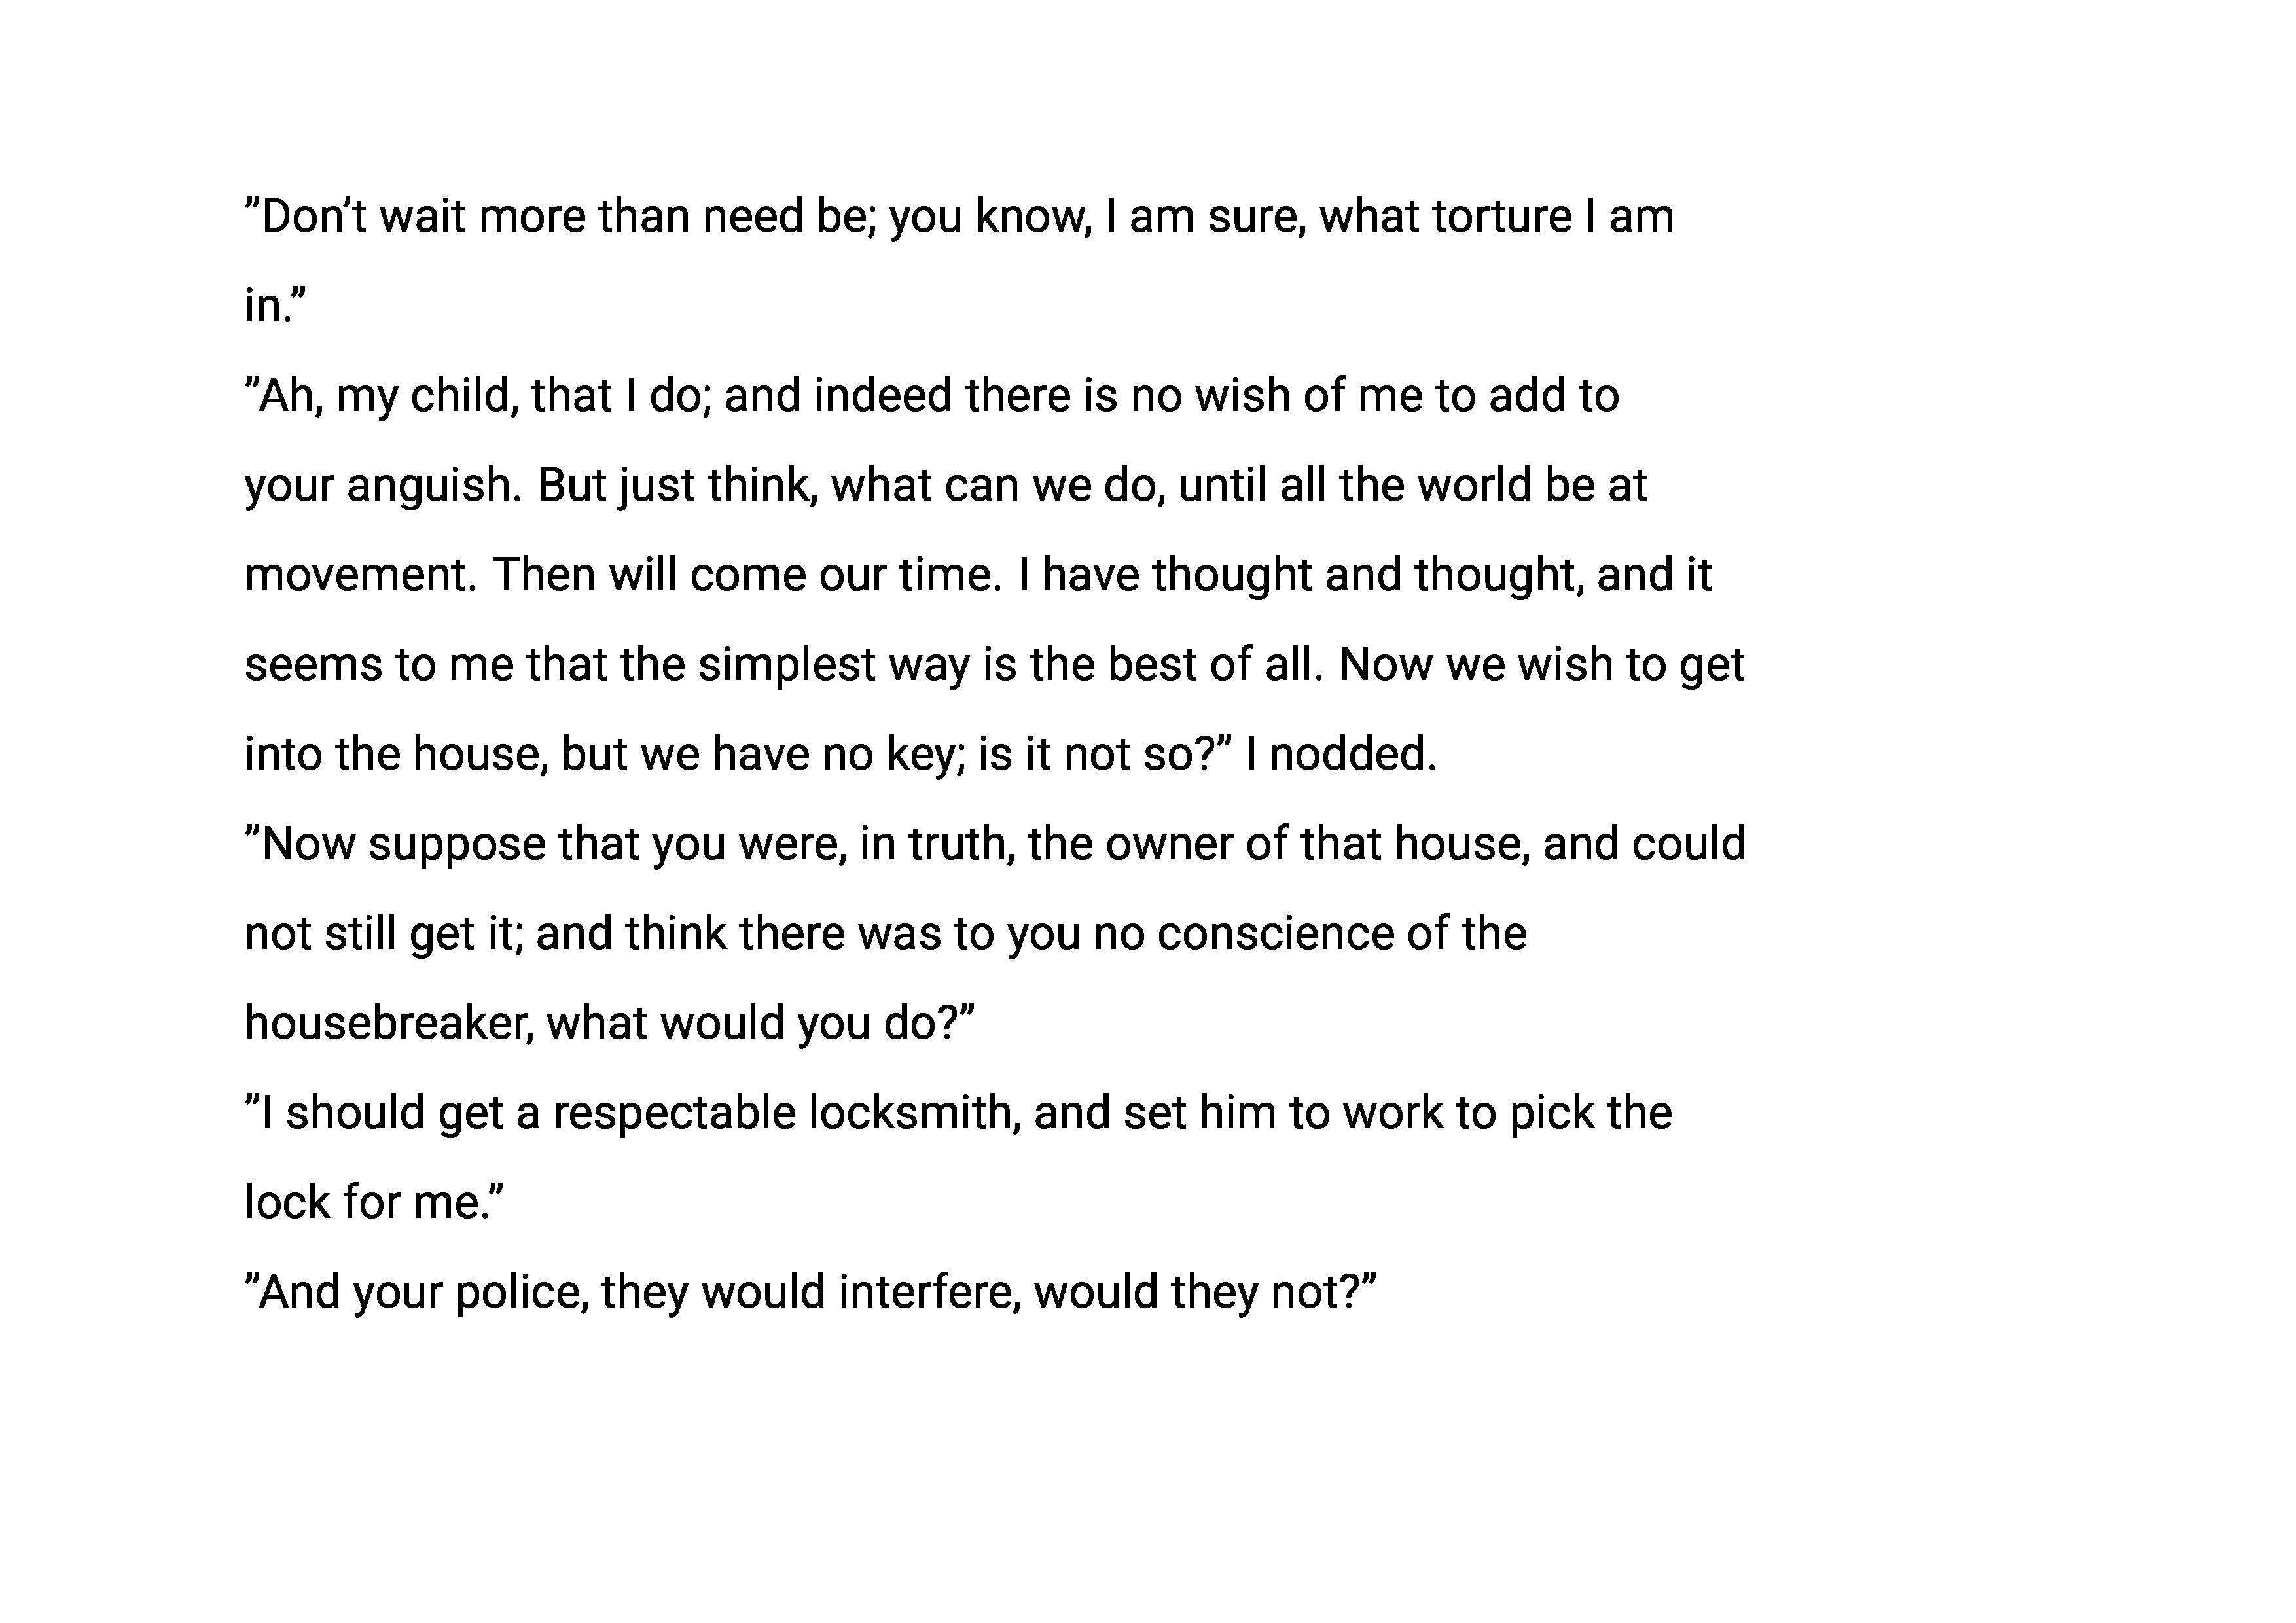 ”Don’t wait more than need be; you know, I am sure, what torture I am
in.”
”Ah, my child, that I do; and indeed there is no wish of me to add to
your anguish. But just think, what can we do, until all the world be at
movement. Then will come our time. I have thought and thought, and it
seems to me that the simplest way is the best of all. Now we wish to get
into the house, but we have no key; is it not so?” I nodded.
”Now suppose that you were, in truth, the owner of that house, and could
not still get it; and think there was to you no conscience of the
housebreaker, what would you do?”
”I should get a respectable locksmith, and set him to work to pick the
lock for me.”
”And your police, they would interfere, would they not?”